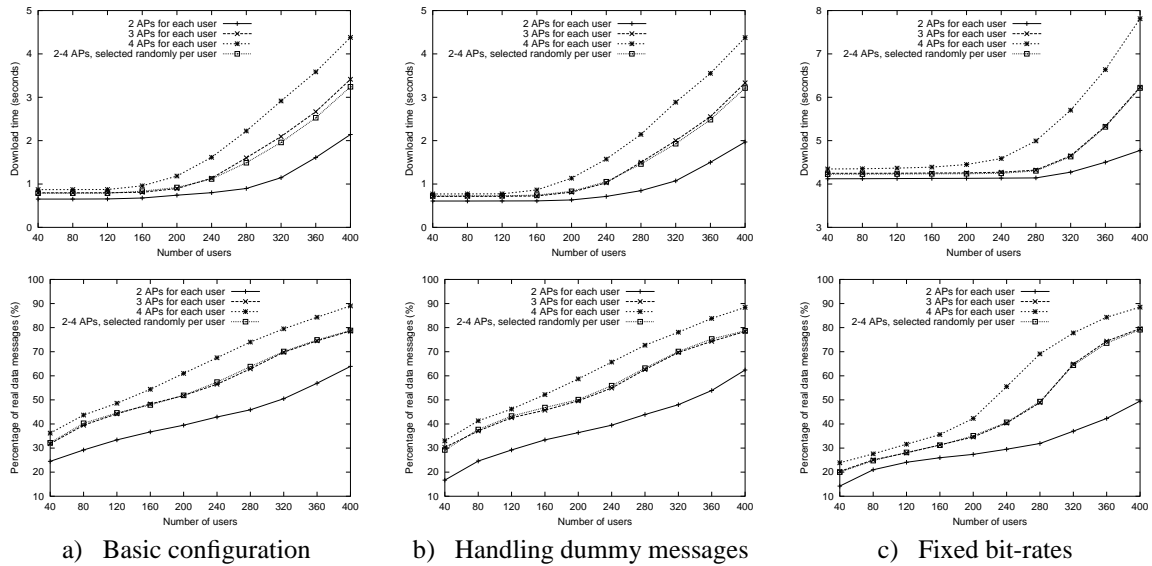 5
4
3
2
1
0
40 80 120 160 200 240 280 320 360 400
Download time (seconds)
Number of users
2 APs for each user
3 APs for each user
4 APs for each user
2-4 APs, selected randomly per user
5
4
3
2
1
0
40 80 120 160 200 240 280 320 360 400
Download time (seconds)
Number of users
2 APs for each user
3 APs for each user
4 APs for each user
2-4 APs, selected randomly per user
8
7
6
5
4
3
40 80 120 160 200 240 280 320 360 400
Download time (seconds)
Number of users
2 APs for each user
3 APs for each user
4 APs for each user
2-4 APs, selected randomly per user
100
90
80
70
60
50
40
30
20
10
40 80 120 160 200 240 280 320 360 400
Percentage of real data messages (%)
Number of users
2 APs for each user
3 APs for each user
4 APs for each user
2-4 APs, selected randomly per user
100
90
80
70
60
50
40
30
20
10
40 80 120 160 200 240 280 320 360 400
Percentage of real data messages (%)
Number of users
2 APs for each user
3 APs for each user
4 APs for each user
2-4 APs, selected randomly per user
100
90
80
70
60
50
40
30
20
10
40 80 120 160 200 240 280 320 360 400
Percentage of real data messages (%)
Number of users
2 APs for each user
3 APs for each user
4 APs for each user
2-4 APs, selected randomly per user
a) Basic configuration
b) Handling dummy messages
c) Fixed bit-rates